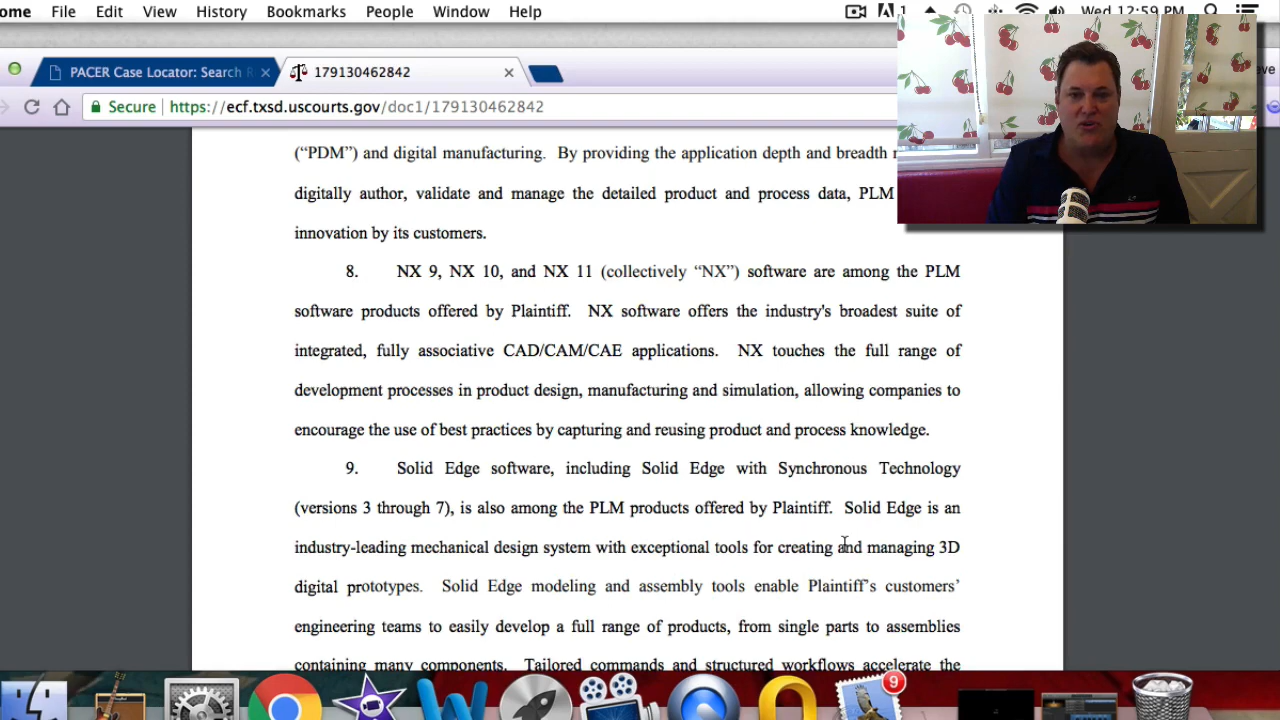 ome File Edit View History Bookmarks People Window Help 1 Wed 12:59 PM
PACER Case Locator: Search R 179130462842 eve
Secure https://ecf.txsd.uscourts.gov/doc1/179130462842
(“PDM”) and digital manufacturing. By providing the application depth and breadth
digitally author, validate and manage the detailed product and process data, PLM
innovation by its customers.
8. NX 9, NX 10, and NX 11 (collectively “NX”) software are among the PLM
software products offered by Plaintiff. NX software offers the industry's broadest suite of
integrated, fully associative CAD/CAM/CAE applications. NX touches the full range of
development processes in product design, manufacturing and simulation, allowing companies to
encourage the use of best practices by capturing and reusing product and process knowledge.
9. Solid Edge software, including Solid Edge with Synchronous Technology
(versions 3 through 7), is also among the PLM products offered by Plaintiff. Solid Edge is an
industry-leading mechanical design system with exceptional tools for creating and managing 3D
digital prototypes. Solid Edge modeling and assembly tools enable Plaintiff’s customers’
engineering teams to easily develop a full range of products, from single parts to assemblies
containing many components. Tailored commands and structured workflows accelerate the
9